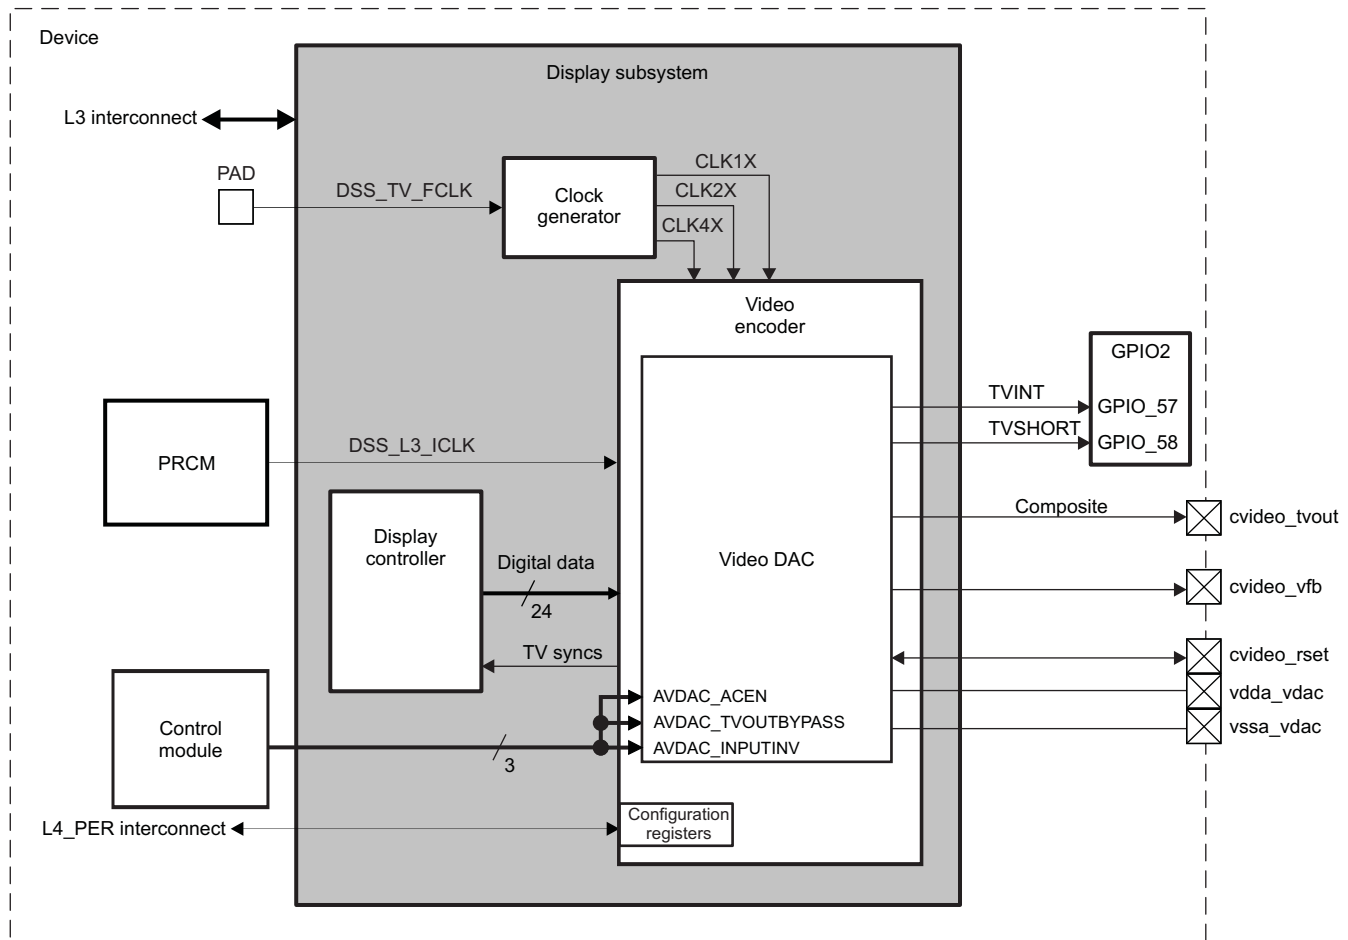 Device
Display subsystem
L3 interconnect
PAD
DSS_TV_FCLK
Clock
generator
CLK1X
CLK2X
CLK4X
Video
encoder
GPIO2
TVINT
GPIO_57
TVSHORT
GPIO_58
PRCM
DSS_L3_ICLK
Composite
cvideo_tvout
Display
controller
Digital data
24
Video DAC
cvideo_vfb
TV syncs
cvideo_rset
AVDAC_ACEN
vdda_vdac
AVDAC_TVOUTBYPASS
vssa_vdac
Control
module
3
AVDAC_INPUTINV
L4_PER interconnect
Configuration
registers